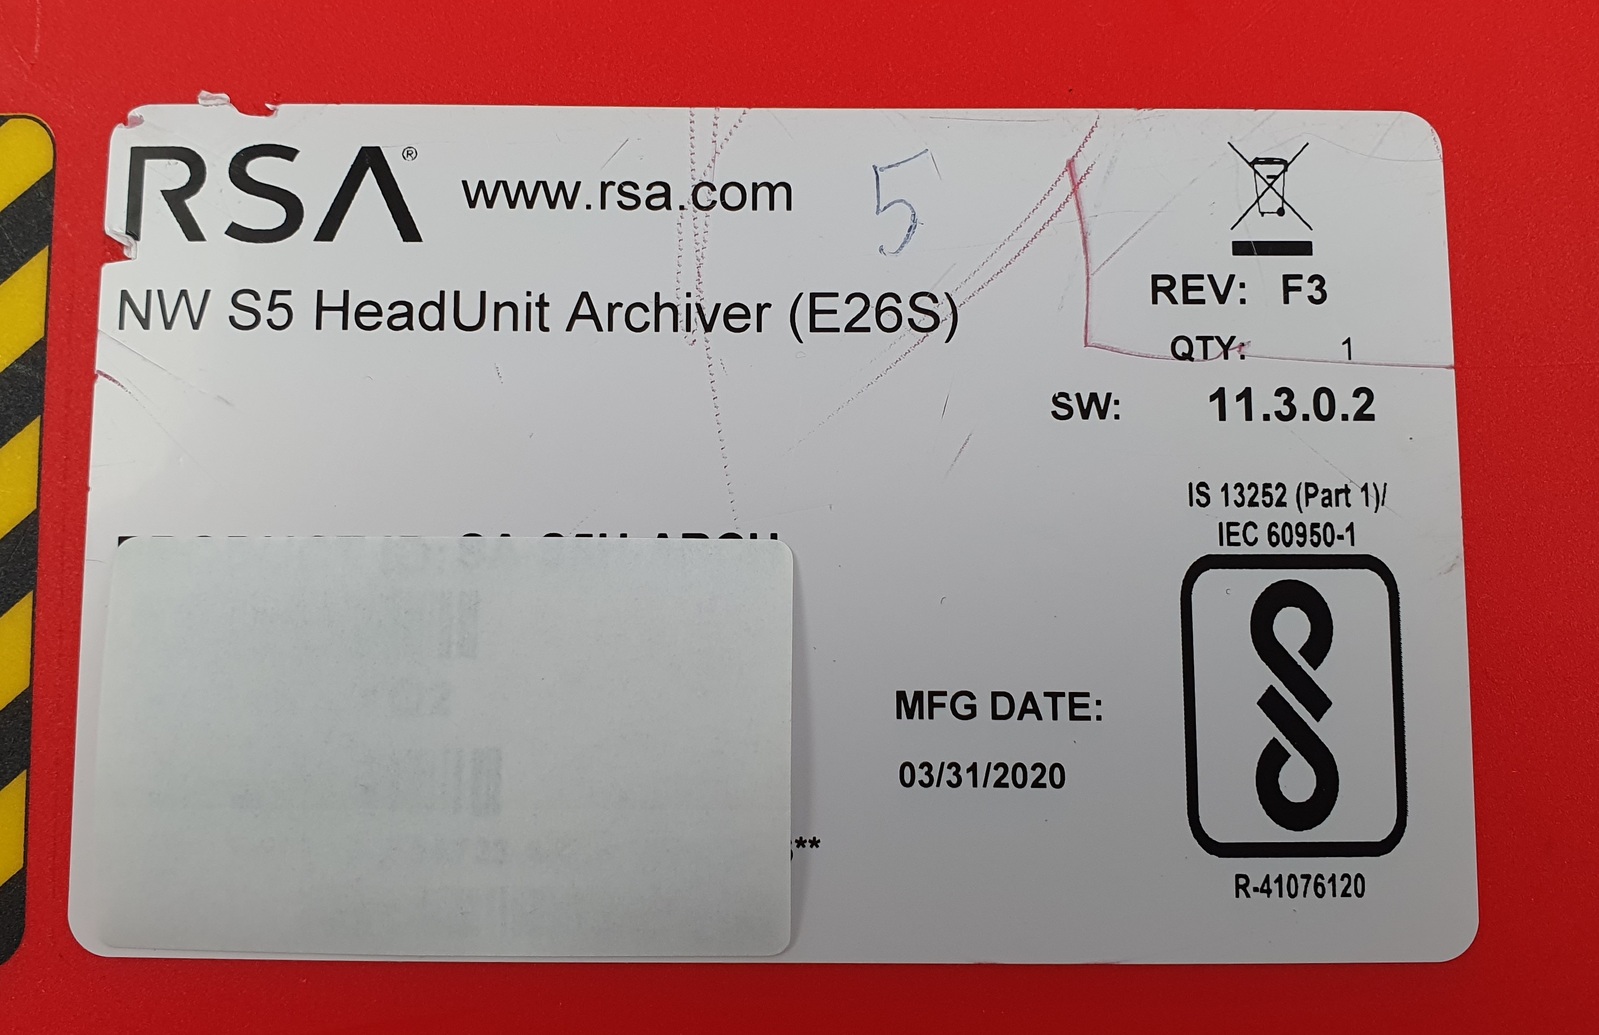 RSA®
www.rsa.com
5
NW S5 HeadUnit Archiver (E26S)
REV: F3
QTY: 1
SW: 11.3.0.2
IS 13252 (Part 1)/
IEC 60950-1
MFG DATE:
03/31/2020
**
R-41076120